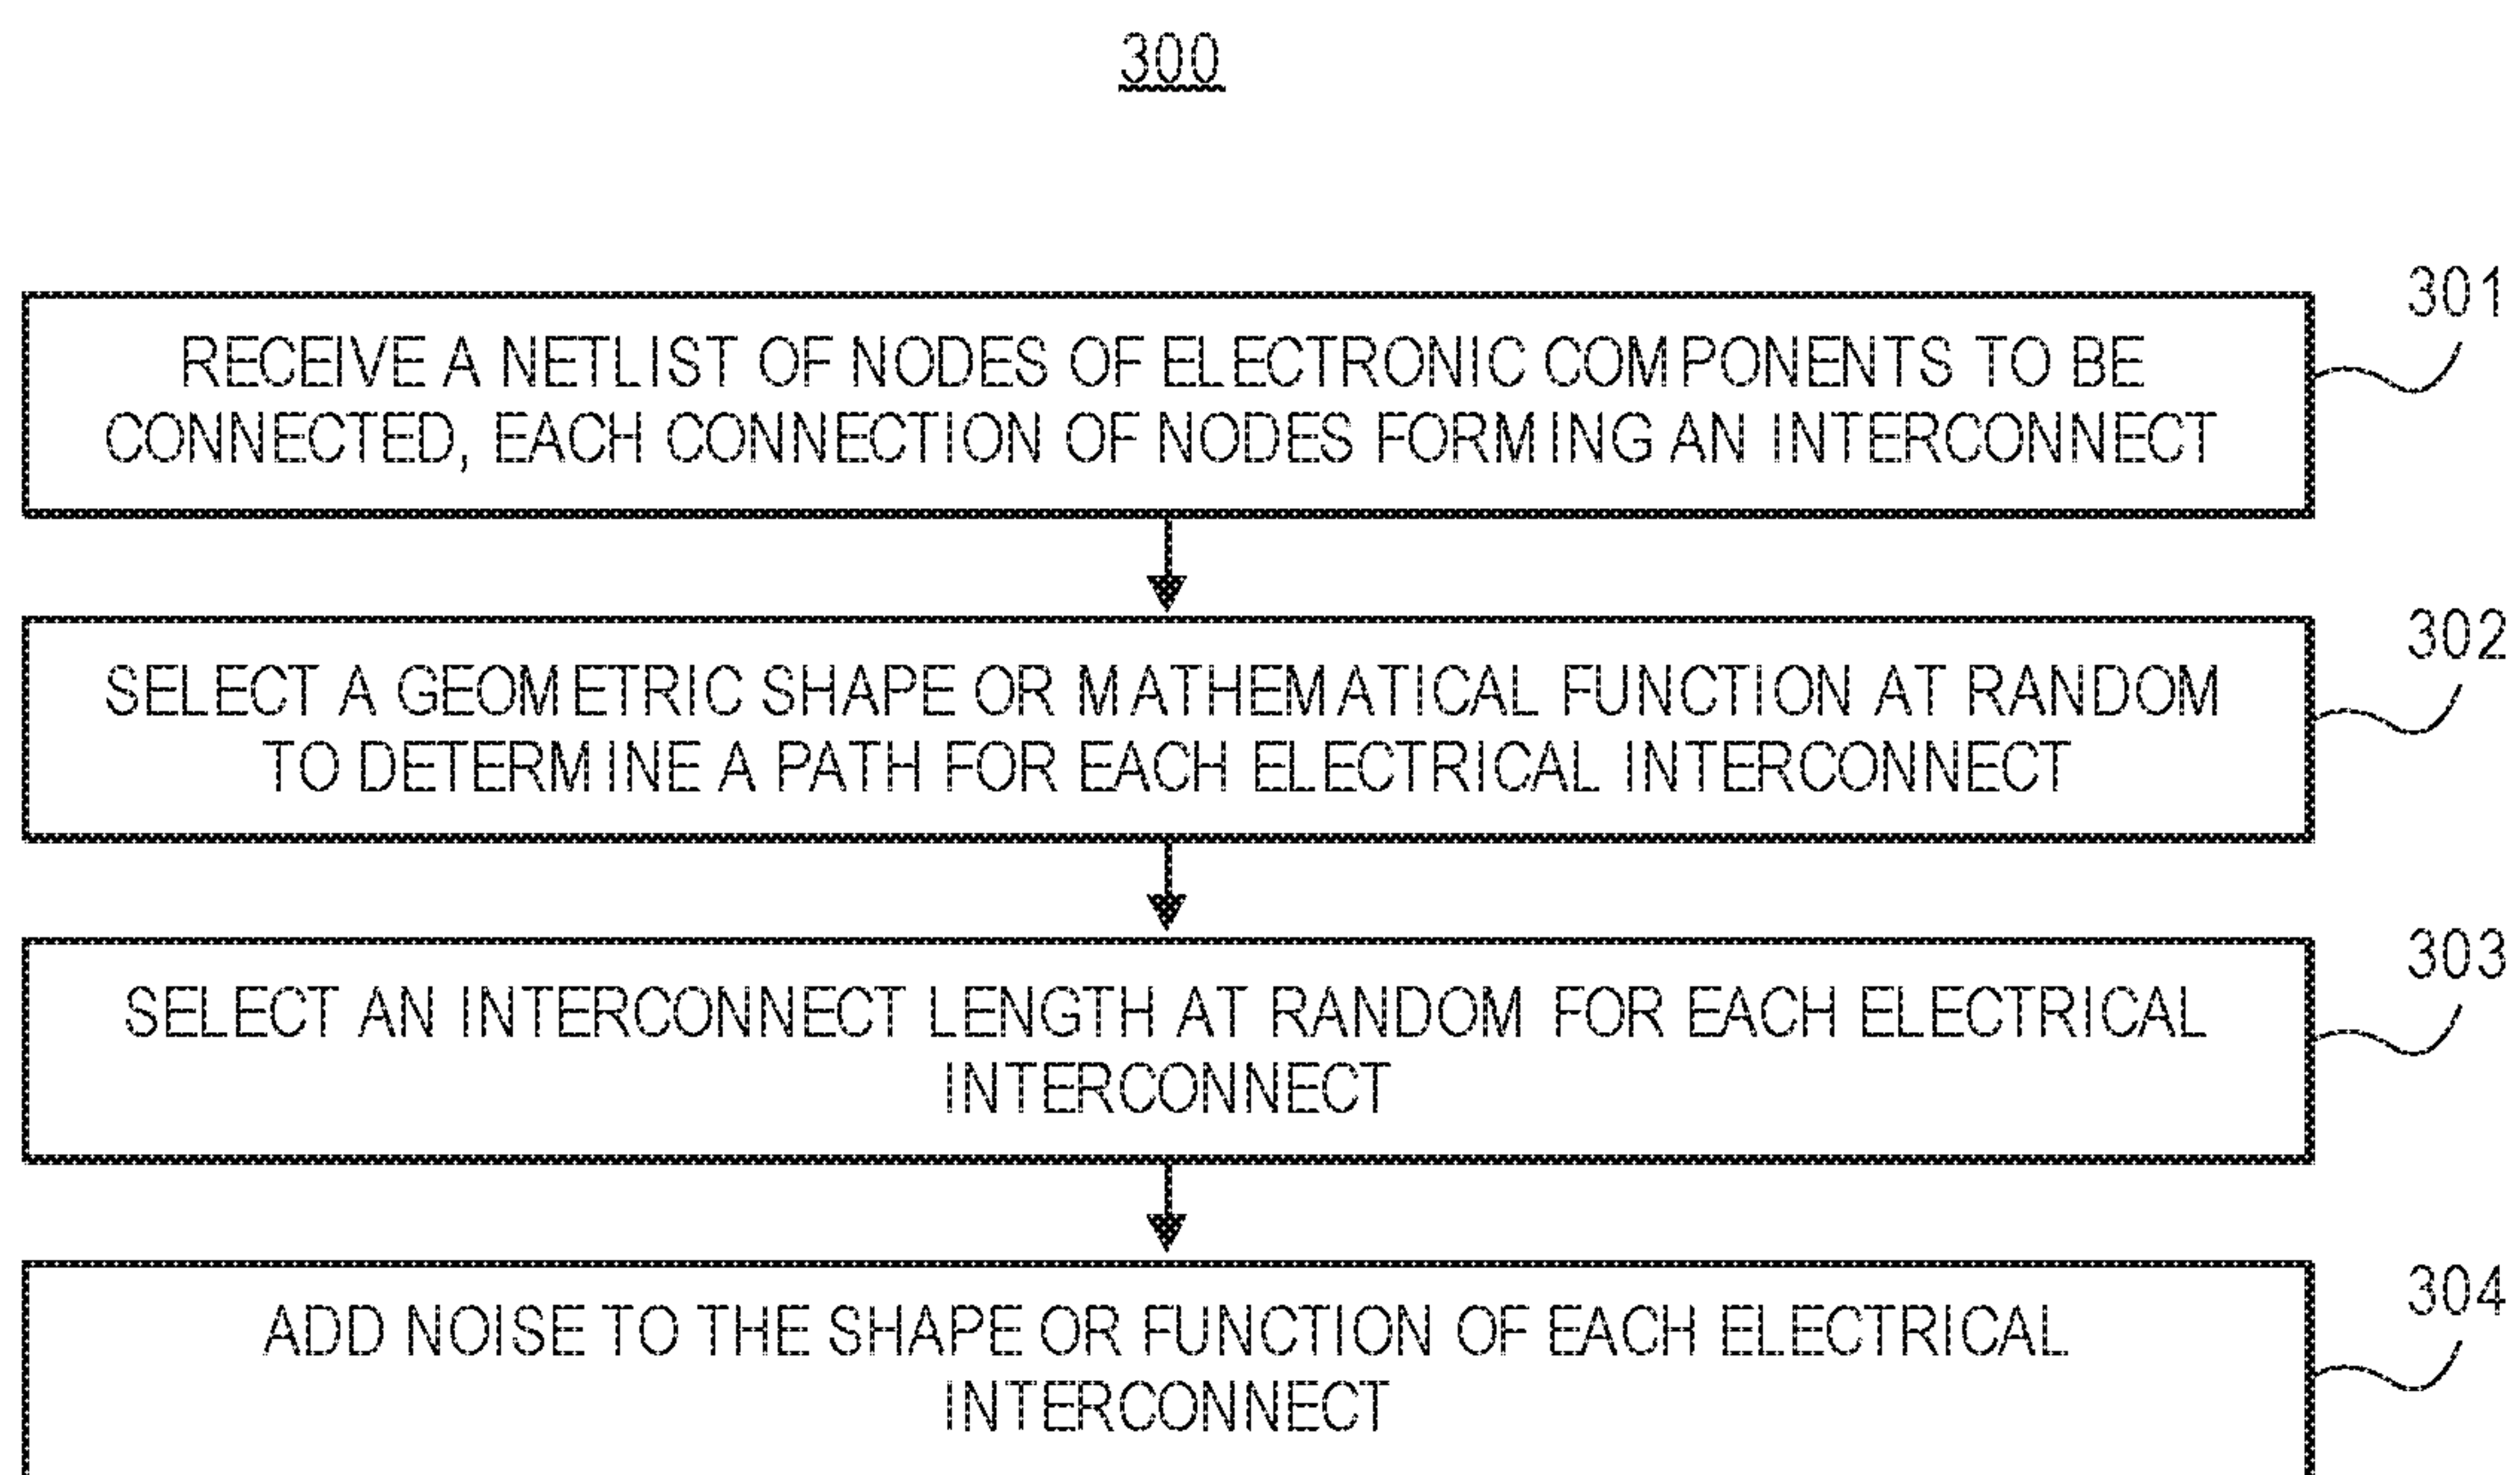 300
301
RECEIVE A NETLIST OF NODES OF ELECTRONIC COMPONENTS TO BE
CONNECTED, EACH CONNECTION OF NODES FORMING AN INTERCONNECT
302
SELECT A GEOMETRIC SHAPE OR MATHEMATICAL FUNCTION AT RANDOM
TO DETERMINE A PATH FOR EACH ELECTRICAL INTERCONNECT
303
SELECT AN INTERCONNECT LENGTH AT RANDOM FOR EACH ELECTRICAL
INTERCONNECT
304
ADD NOISE TO THE SHAPE OR FUNCTION OF EACH ELECTRICAL
INTERCONNECT